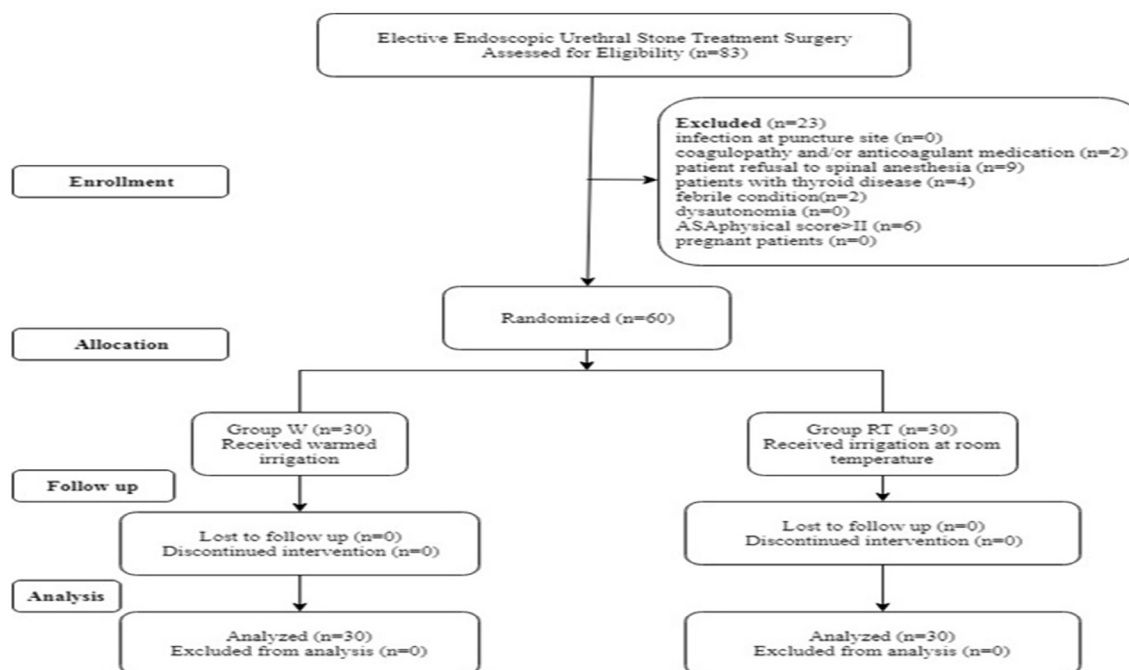 Elective Endoscopic Urethral Stone Treatment Surgery
Assessed for Eligibility (n=83)
Excluded (n=23)
infection at puncture site (n=0)
coagulopathy and/or anticoagulant medication (n=2)
patient refusal to spinal anesthesia (n=9)
patients with thyroid disease (n=4)
febrile condition(n=2)
dysautonomia (n=0)
ASAphysical score>II (n=6)
pregnant patients (n=0)
Enrollment
Randomized (n=60)
Allocation
Group W (n=30)
Received warmed
irrigation
Group RT (n=30)
Received irrigation at room
temperature
Follow up
Lost to follow up (n=0)
Discontinued intervention (n=0)
Lost to follow up (n=0)
Discontinued intervention (n=0)
Analysis
Analyzed (n=30)
Excluded from analysis (n=0)
Analyzed (n=30)
Excluded from analysis (n=0)